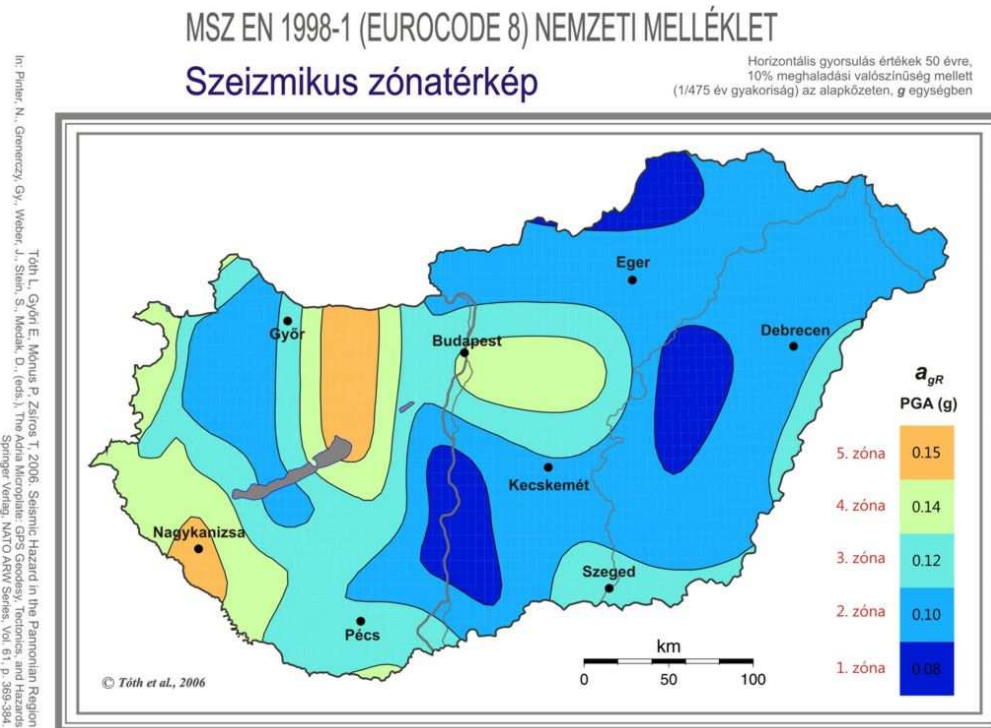 MSZ EN 1998-1 (EUROCODE 8) NEMZETI MELLÉKLET
Szeizmikus zónatérkép
Horizontális gyorsulás értékek 50 évre,
10% meghaladási valószínűség mellett
(1/475 év gyakoriság) az alapkőzeten, g egységben
Tóth L., Győri E., Mónus P., Zsíros T. 2006. Seismic Hazard in the Pannonian Region
In: Pinter, N., Grenerczy, Gy., Weber, J., Stein, S., Medak, D., (eds.), The Adria Microplate: GPS Geodesy, Tectonics, and Hazards
Springer Verlag, NATO ARW Series, Vol. 61, p. 369-384.
Eger
Győr
Budapest
Debrecen
Kecskemét
Nagykanizsa
Szeged
Pécs
agR
PGA (g)
5. zóna 0.15
4. zóna 0.14
3. zóna 0.12
2. zóna 0.10
1. zóna 0.08
km
0 50 100
© Tóth et al., 2006